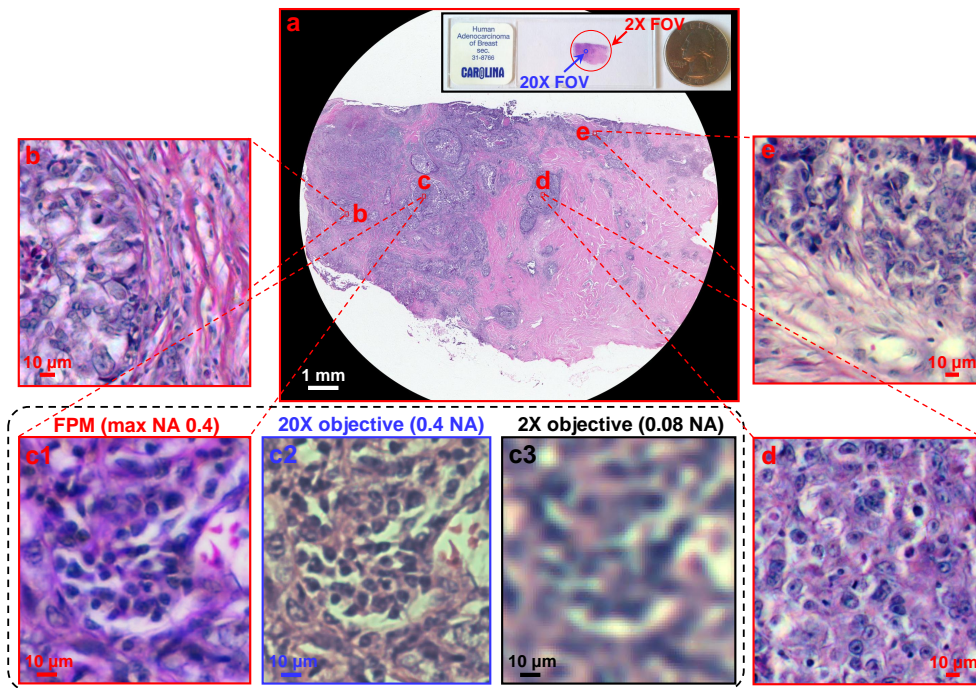 a
Human
Adenocarcinoma
of Breast
sec.
31-8766
CAROLINA
2X FOV
20X FOV
b
e
e
c
d
b
10 µm
1 mm
10 µm
FPM (max NA 0.4)
20X objective (0.4 NA)
2X objective (0.08 NA)
c1
c2
c3
d
10 µm
10 µm
10 µm
10 µm